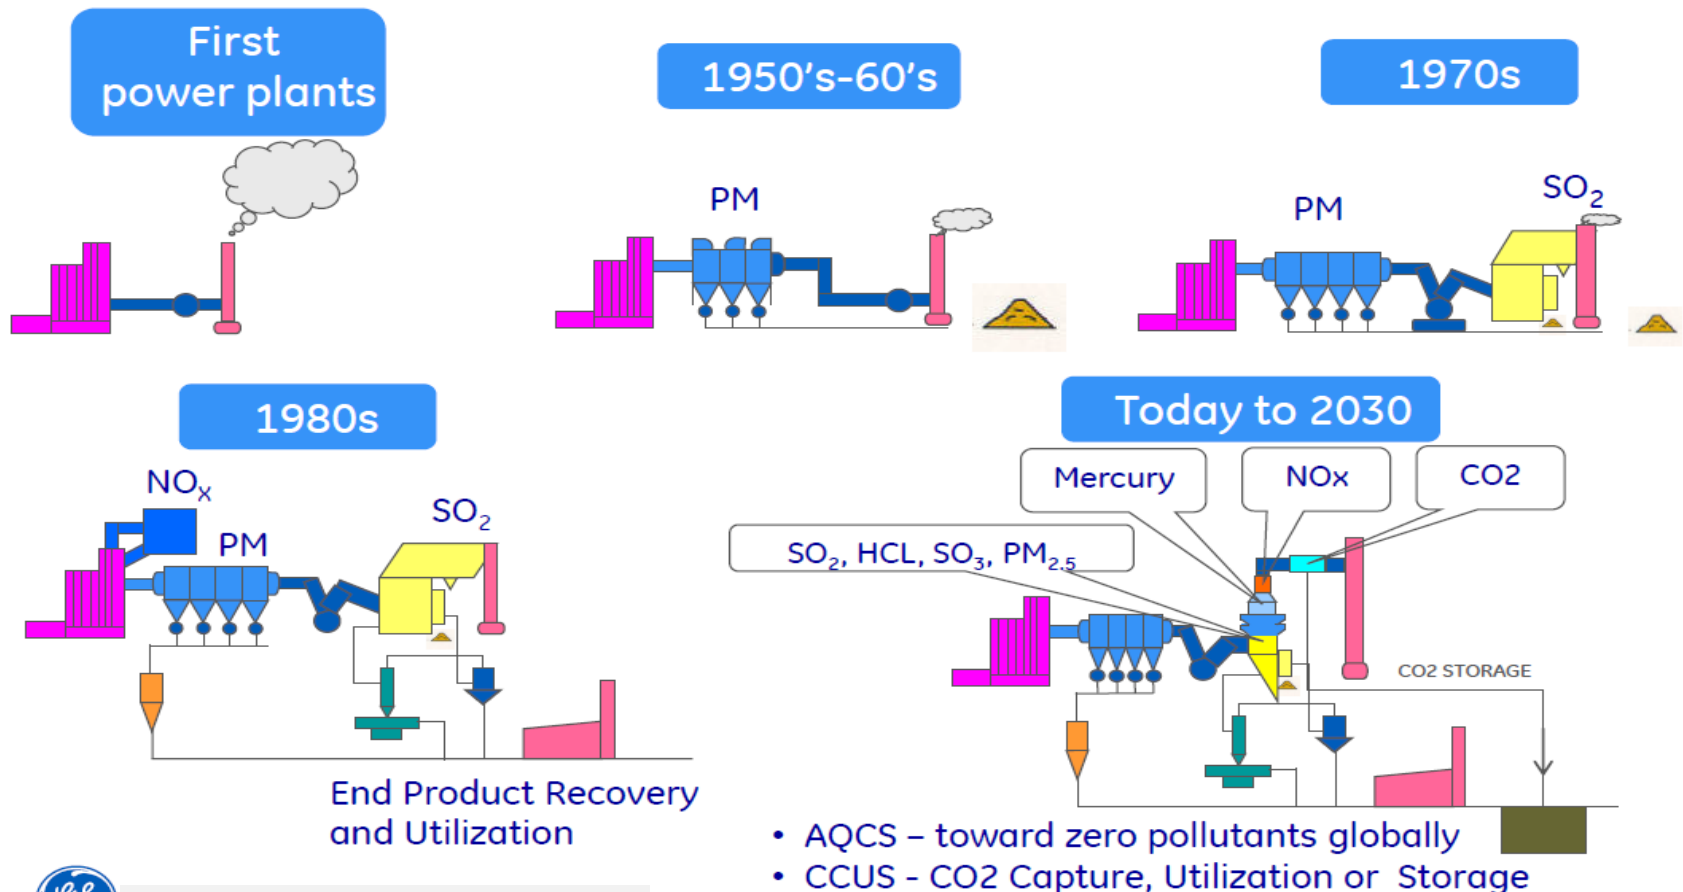 First
power plants
1950's-60's
1970s
PM
PM
SO₂
1980s
Today to 2030
NOₓ
PM
SO₂
Mercury
NOx
CO2
SO₂, HCL, SO₃, PM₂.₅
CO2 STORAGE
End Product Recovery
and Utilization
• AQCS – toward zero pollutants globally
• CCUS - CO2 Capture, Utilization or Storage